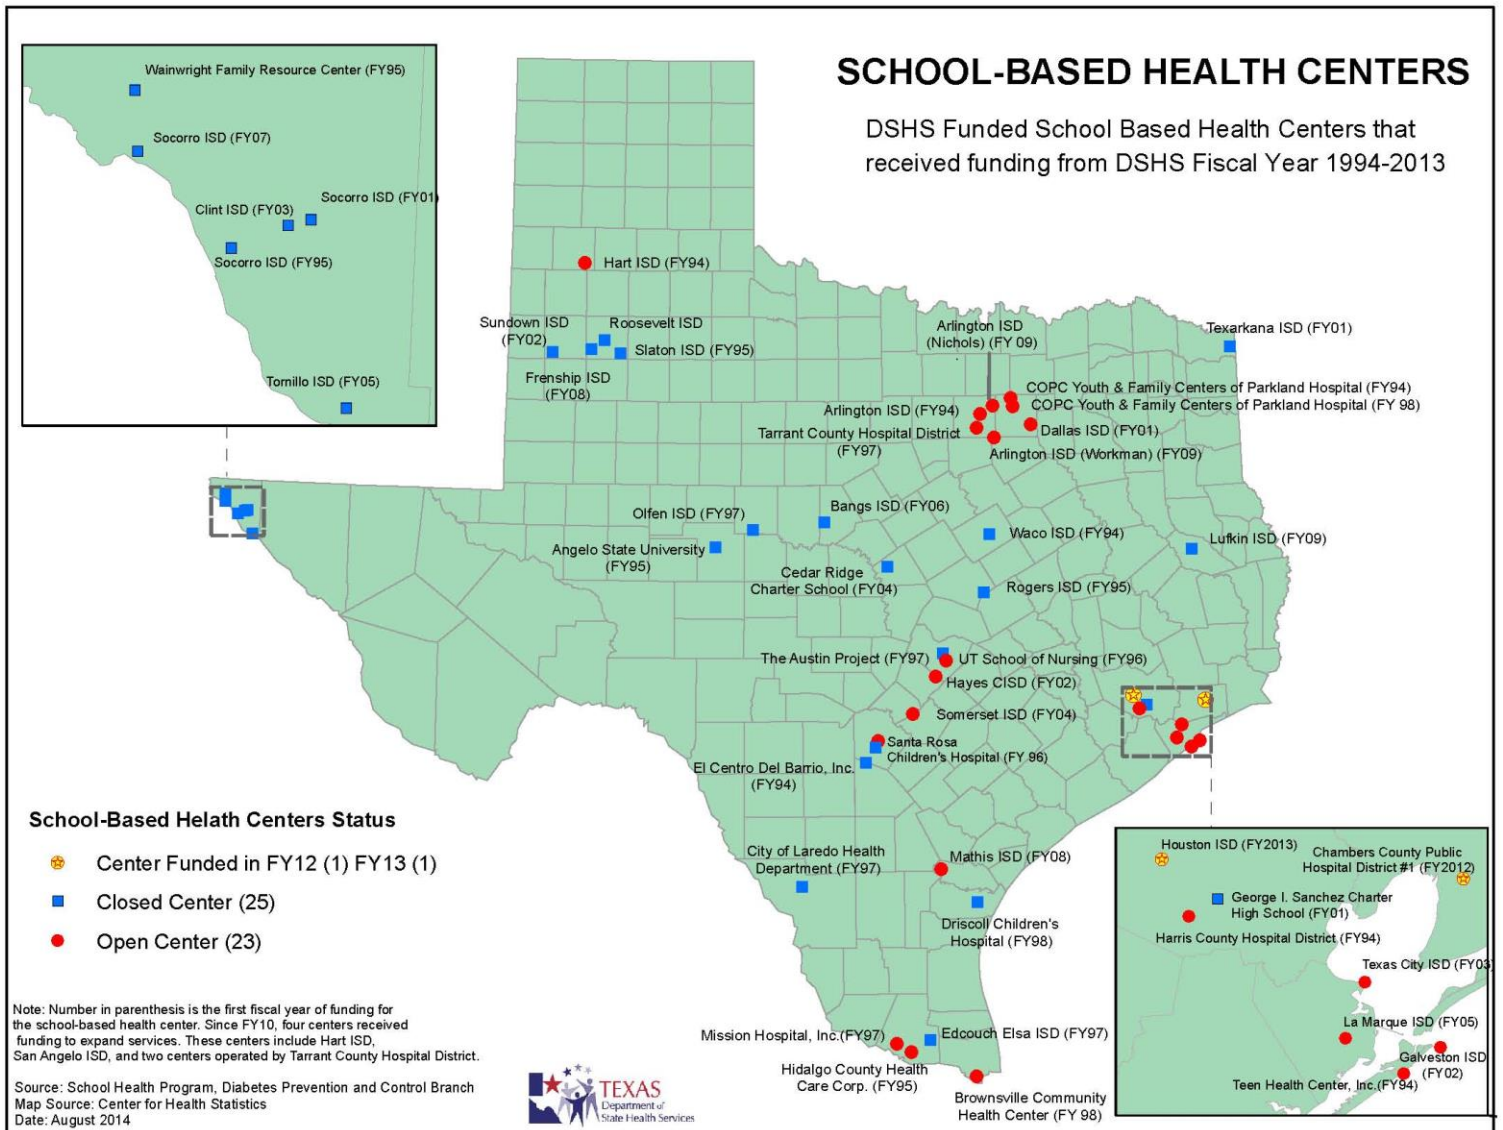 SCHOOL-BASED HEALTH CENTERS
DSHS Funded School Based Health Centers that
received funding from DSHS Fiscal Year 1994-2013
Wainwright Family Resource Center (FY95)
Socorro ISD (FY07)
Socorro ISD (FY01)
Clint ISD (FY03)
Socorro ISD (FY95)
Tornillo ISD (FY05)
Hart ISD (FY94)
Sundown ISD
(FY02)
Roosevelt ISD
Slaton ISD (FY95)
Frenship ISD
(FY08)
Arlington ISD
(Nichols) (FY 09)
Texarkana ISD (FY01)
COPC Youth & Family Centers of Parkland Hospital (FY94)
COPC Youth & Family Centers of Parkland Hospital (FY 98)
Arlington ISD (FY94)
Tarrant County Hospital District
(FY97)
Dallas ISD (FY01)
Arlington ISD (Workman) (FY09)
Olfen ISD (FY97)
Bangs ISD (FY06)
Angelo State University
(FY95)
Waco ISD (FY94)
Lufkin ISD (FY09)
Cedar Ridge
Charter School (FY04)
Rogers ISD (FY95)
The Austin Project (FY97)
UT School of Nursing (FY96)
Hayes CISD (FY02)
Somerset ISD (FY04)
Santa Rosa
Children's Hospital (FY 96)
El Centro Del Barrio, Inc.
(FY94)
City of Laredo Health
Department (FY97)
Mathis ISD (FY08)
Driscoll Children's
Hospital (FY98)
Mission Hospital, Inc.(FY97)
Edcouch Elsa ISD (FY97)
Hidalgo County Health
Care Corp. (FY95)
Brownsville Community
Health Center (FY 98)
Houston ISD (FY2013)
Chambers County Public
Hospital District #1 (FY2012)
George I. Sanchez Charter
High School (FY01)
Harris County Hospital District (FY94)
Texas City ISD (FY03)
La Marque ISD (FY05)
Galveston ISD
(FY02)
Teen Health Center, Inc.(FY94)
School-Based Helath Centers Status
Center Funded in FY12 (1) FY13 (1)
Closed Center (25)
Open Center (23)
Note: Number in parenthesis is the first fiscal year of funding for
the school-based health center. Since FY10, four centers received
funding to expand services. These centers include Hart ISD,
San Angelo ISD, and two centers operated by Tarrant County Hospital District.
Source: School Health Program, Diabetes Prevention and Control Branch
Map Source: Center for Health Statistics
Date: August 2014
TEXAS
Department of
State Health Services